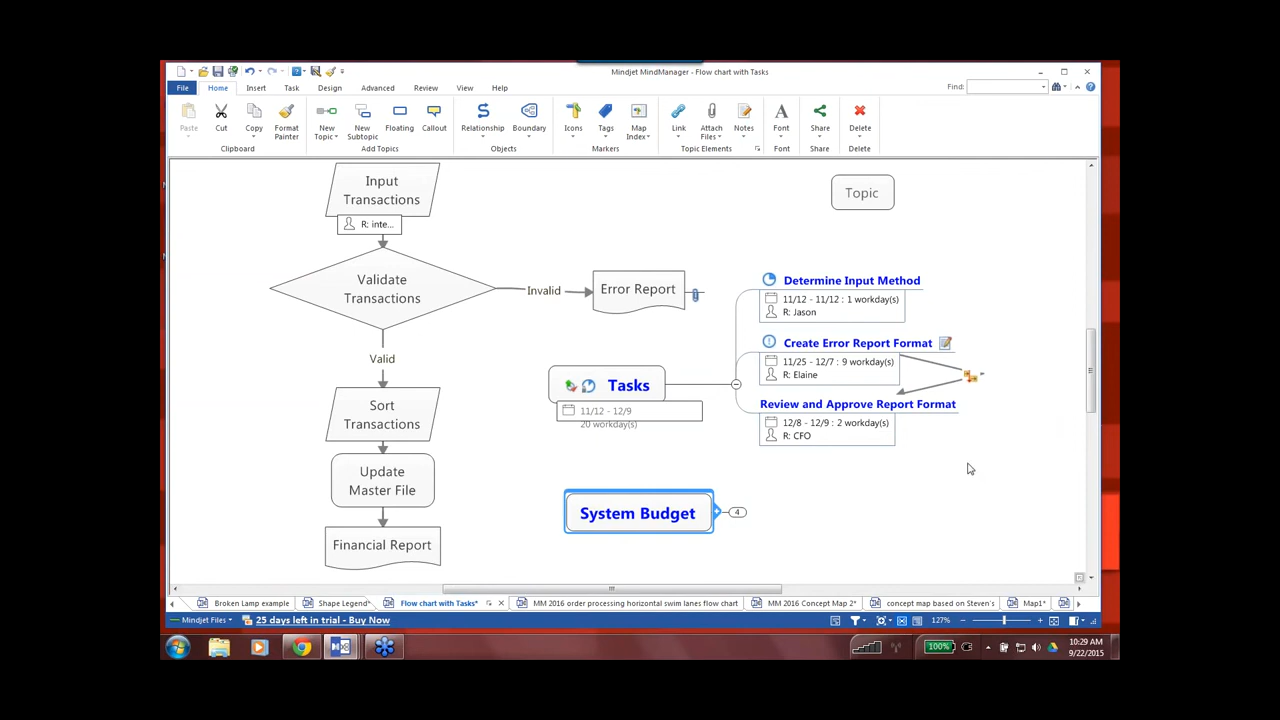 Mindjet MindManager - Flow chart with Tasks
File Home Insert Task Design Advanced Review View Help
Find:
Paste Cut Copy Format Painter
Clipboard
New Topic New Subtopic Floating Callout
Add Topics
Relationship Boundary
Objects
Icons Tags Map Index
Markers
Link Attach Files Notes
Topic Elements
Font
Font
Share
Share
Delete
Delete
Input
Transactions
R: inte...
Validate
Transactions
Invalid
Error Report
Valid
Sort
Transactions
Update
Master File
Financial Report
Topic
Tasks
11/12 - 12/9
20 workday(s)
Determine Input Method
11/12 - 11/12 : 1 workday(s)
R: Jason
Create Error Report Format
11/25 - 12/7 : 9 workday(s)
R: Elaine
Review and Approve Report Format
12/8 - 12/9 : 2 workday(s)
R: CFO
System Budget
4
Broken Lamp example Shape Legend* Flow chart with Tasks* MM 2016 order processing horizontal swim lanes flow chart MM 2016 Concept Map 2* concept map based on Steven's Map1*
Mindjet Files 25 days left in trial - Buy Now 127%
100% 10:29 AM
9/22/2015